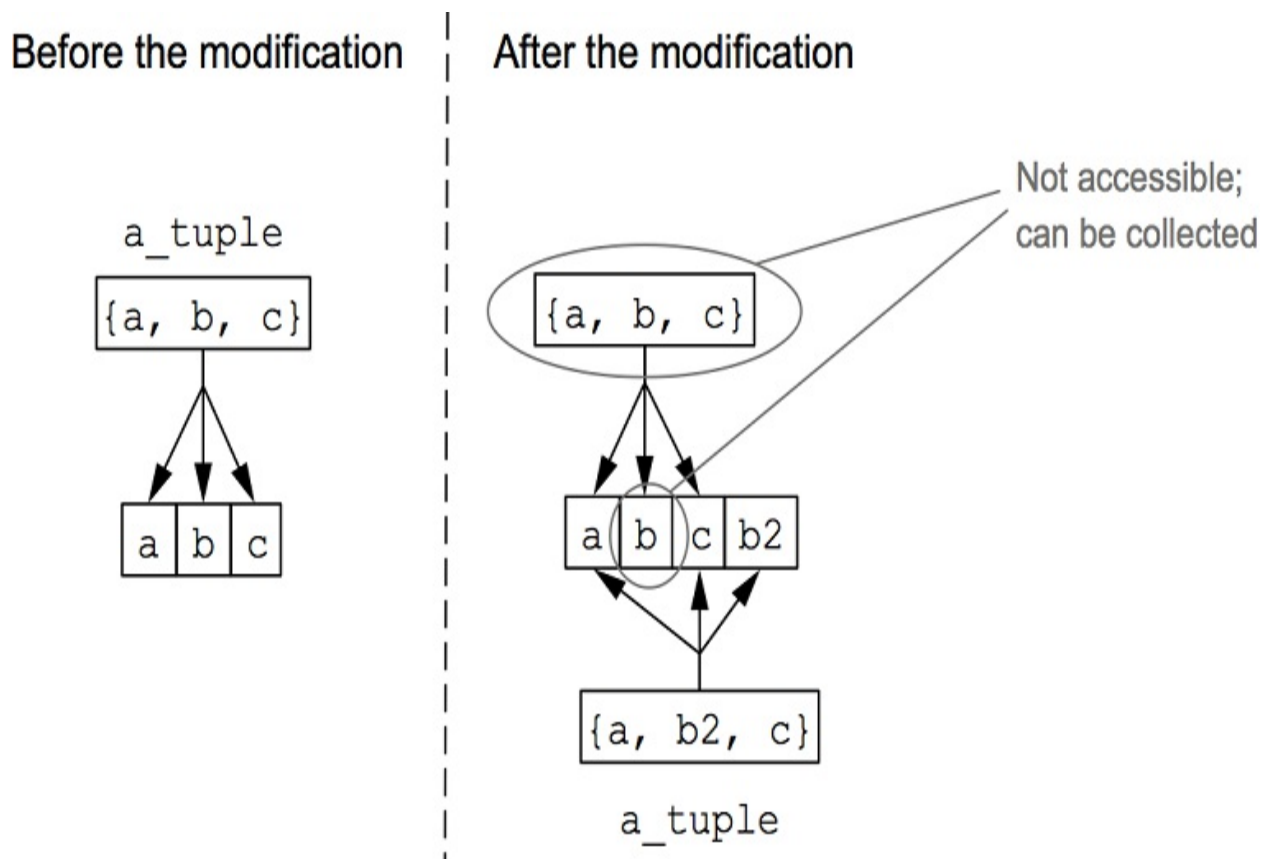 Before the modification
After the modification
Not accessible;
can be collected
a_tuple
{a, b, c}
a b c
{a, b, c}
a b c b2
{a, b2, c}
a_tuple